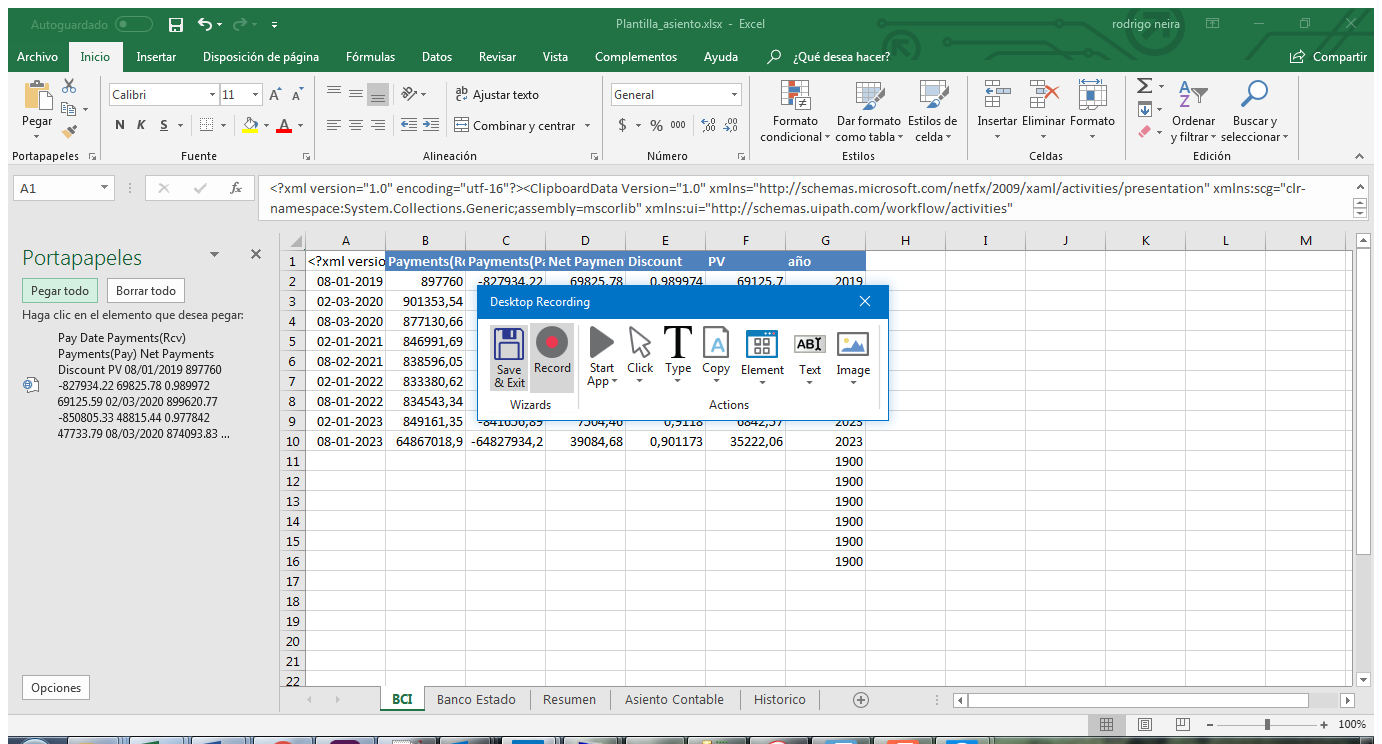 Autoguardado
Plantilla_asiento.xlsx - Excel
rodrigo neira
Archivo Inicio Insertar Disposición de página Fórmulas Datos Revisar Vista Complementos Ayuda ¿Qué desea hacer? Compartir
Pegar
Calibri 11
N K S
Ajustar texto
Combinar y centrar
General
$ % 000
Formato condicional
Dar formato como tabla
Estilos de celda
Insertar Eliminar Formato
Ordenar y filtrar
Buscar y seleccionar
Portapapeles Fuente Alineación Número Estilos Celdas Edición
A1
fx
<?xml version="1.0" encoding="utf-16"?><ClipboardData Version="1.0" xmlns="http://schemas.microsoft.com/netfx/2009/xaml/activities/presentation" xmlns:scg="clr-
namespace:System.Collections.Generic;assembly=mscorlib" xmlns:ui="http://schemas.uipath.com/workflow/activities"
Portapapeles
Pegar todo Borrar todo
Haga clic en el elemento que desea pegar:
Pay Date Payments(Rcv)
Payments(Pay) Net Payments
Discount PV 08/01/2019 897760
-827934.22 69825.78 0.989972
69125.59 02/03/2020 899620.77
-850805.33 48815.44 0.977842
47733.79 08/03/2020 874093.83 ...
Opciones
A B C D E F G H I J K L M
1 <?xml versio Payments(Rc Payments(Pa Net Paymen Discount PV año
2 08-01-2019 897760 -827934,22 69825,78 0,989974 69125,7 2019
3 02-03-2020 901353,54
4 08-03-2020 877130,66
5 02-01-2021 846991,69
6 08-02-2021 838596,05
7 02-01-2022 833380,62
8 08-01-2022 834543,34
9 02-01-2023 849161,35 -841656,89 7504,46 0,9118 6842,57 2023
10 08-01-2023 64867018,9 -64827934,2 39084,68 0,901173 35222,06 2023
11 1900
12 1900
13 1900
14 1900
15 1900
16 1900
17
18
19
20
21
22
Desktop Recording
Save & Exit
Record
Start App
Click
Type
Copy
Element
Text
Image
Wizards Actions
BCI Banco Estado Resumen Asiento Contable Historico
100%